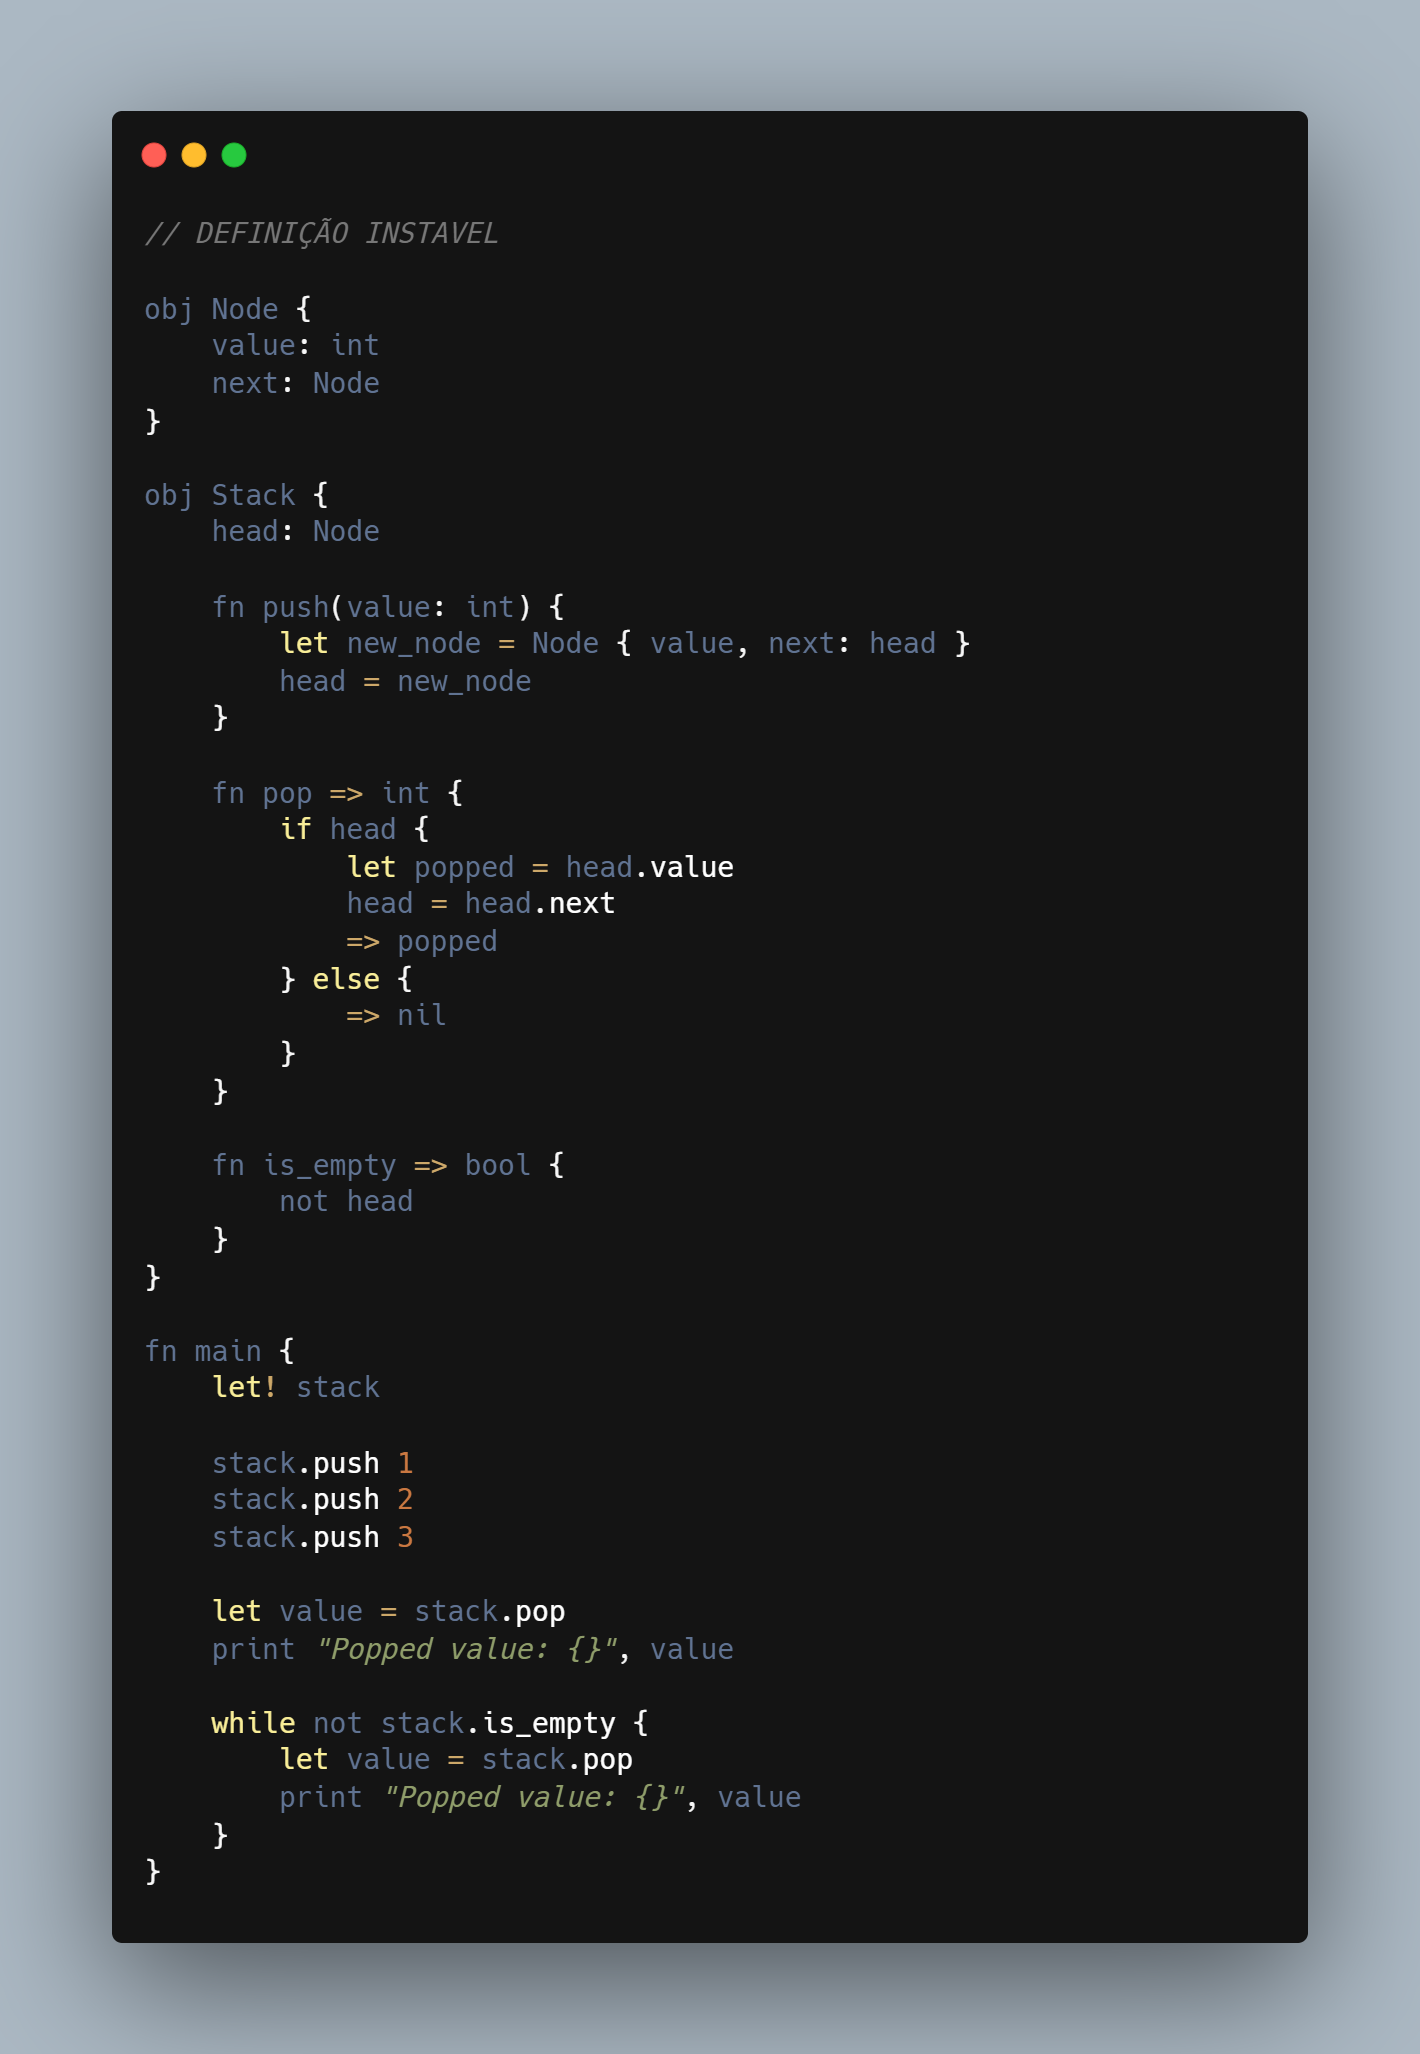 // DEFINIÇÃO INSTAVEL

obj Node {
    value: int
    next: Node
}

obj Stack {
    head: Node

    fn push(value: int) {
        let new_node = Node { value, next: head }
        head = new_node
    }

    fn pop => int {
        if head {
            let popped = head.value
            head = head.next
            => popped
        } else {
            => nil
        }
    }

    fn is_empty => bool {
        not head
    }
}

fn main {
    let! stack

    stack.push 1
    stack.push 2
    stack.push 3

    let value = stack.pop
    print "Popped value: {}", value

    while not stack.is_empty {
        let value = stack.pop
        print "Popped value: {}", value
    }
}